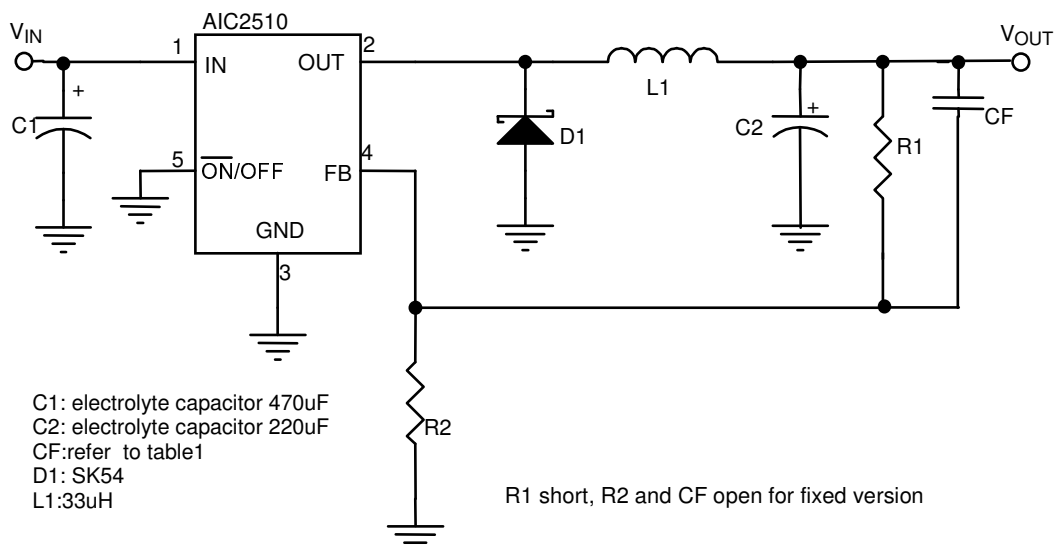 AIC2510
V_IN
V_OUT
1
2
IN
OUT
+
C1
L1
C2
+
R1
CF
D1
5
4
ON/OFF
FB
GND
3
R2
C1: electrolyte capacitor 470uF
C2: electrolyte capacitor 220uF
CF:refer to table1
D1: SK54
L1:33uH
R1 short, R2 and CF open for fixed version